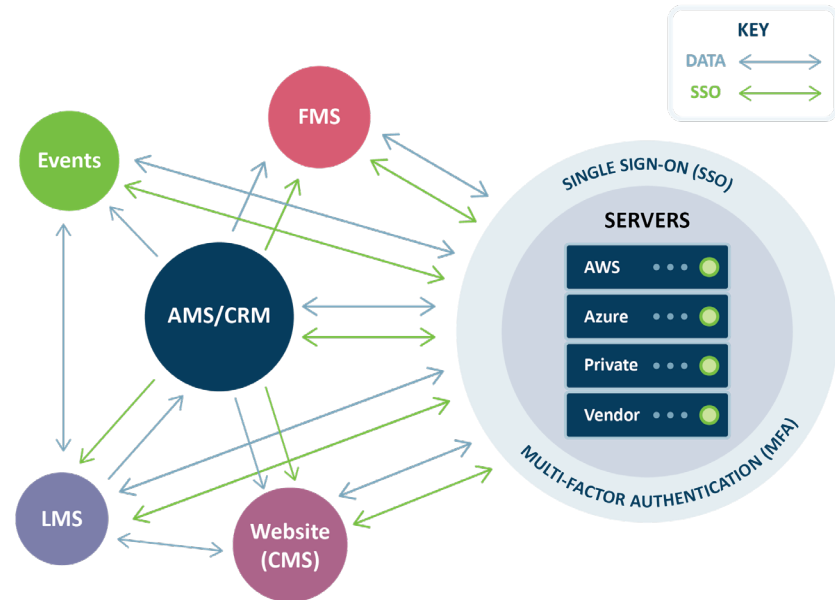 KEY
DATA
SSO
FMS
Events
SINGLE SIGN-ON (SSO)
SERVERS
AWS
AMS/CRM
Azure
Private
Vendor
MULTI-FACTOR AUTHENTICATION (MFA)
LMS
Website
(CMS)